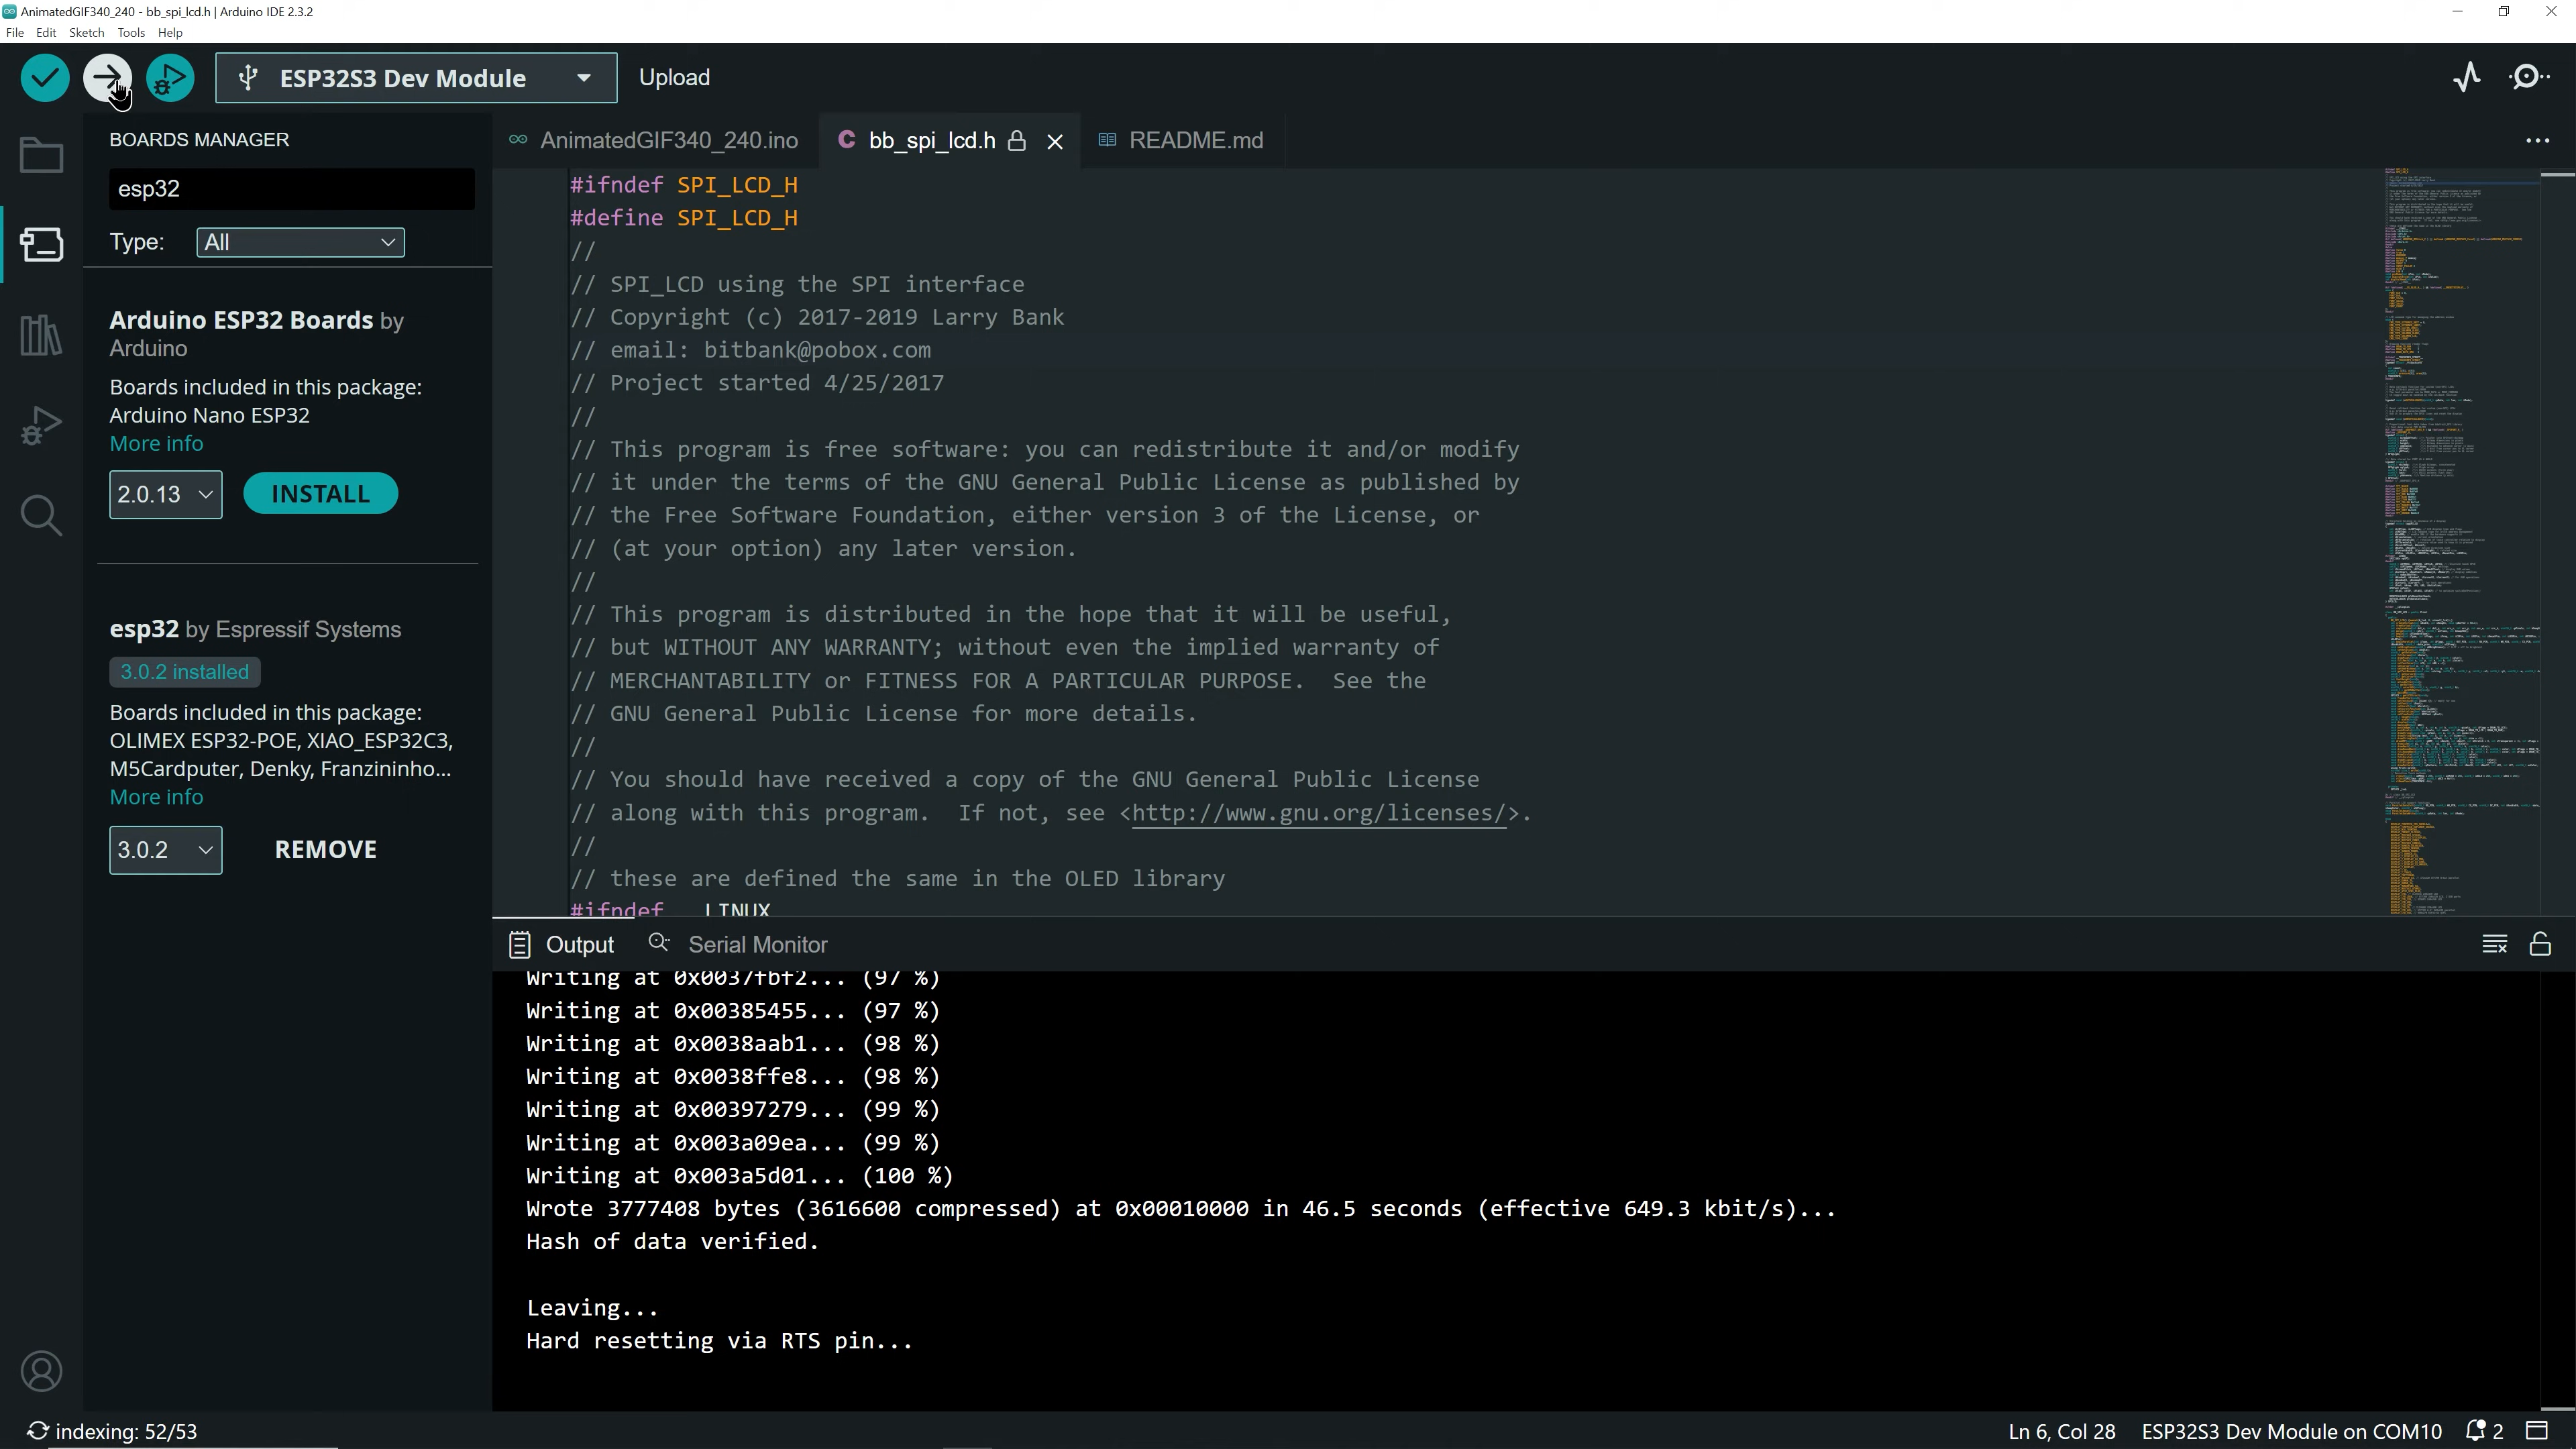 AnimatedGIF340_240 - bb_spi_lcd.h | Arduino IDE 2.3.2
File Edit Sketch Tools Help
ESP32S3 Dev Module
Upload
BOARDS MANAGER
esp32
Type: All
Arduino ESP32 Boards by
Arduino
Boards included in this package:
Arduino Nano ESP32
More info
2.0.13 INSTALL
esp32 by Espressif Systems
3.0.2 installed
Boards included in this package:
OLIMEX ESP32-POE, XIAO_ESP32C3,
M5Cardputer, Denky, Franzininho...
More info
3.0.2 REMOVE
AnimatedGIF340_240.ino bb_spi_lcd.h README.md
#ifndef SPI_LCD_H
#define SPI_LCD_H
//
// SPI_LCD using the SPI interface
// Copyright (c) 2017-2019 Larry Bank
// email: bitbank@pobox.com
// Project started 4/25/2017
//
// This program is free software: you can redistribute it and/or modify
// it under the terms of the GNU General Public License as published by
// the Free Software Foundation, either version 3 of the License, or
// (at your option) any later version.
//
// This program is distributed in the hope that it will be useful,
// but WITHOUT ANY WARRANTY; without even the implied warranty of
// MERCHANTABILITY or FITNESS FOR A PARTICULAR PURPOSE.  See the
// GNU General Public License for more details.
//
// You should have received a copy of the GNU General Public License
// along with this program.  If not, see <http://www.gnu.org/licenses/>.
//
// these are defined the same in the OLED library
#ifndef __LINUX__
Output Serial Monitor
Writing at 0x0037fbf2... (97 %)
Writing at 0x00385455... (97 %)
Writing at 0x0038aab1... (98 %)
Writing at 0x0038ffe8... (98 %)
Writing at 0x00397279... (99 %)
Writing at 0x003a09ea... (99 %)
Writing at 0x003a5d01... (100 %)
Wrote 3777408 bytes (3616600 compressed) at 0x00010000 in 46.5 seconds (effective 649.3 kbit/s)...
Hash of data verified.
Leaving...
Hard resetting via RTS pin...
indexing: 52/53
Ln 6, Col 28 ESP32S3 Dev Module on COM10 2